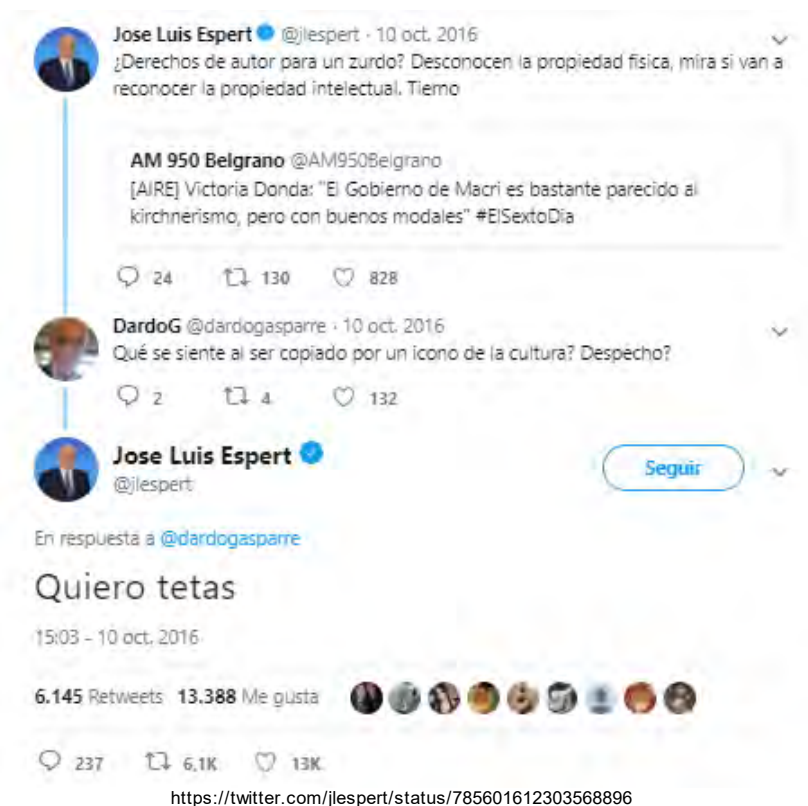 Jose Luis Espert @jlespert · 10 oct. 2016
¿Derechos de autor para un zurdo? Desconocen la propiedad física, mira si van a
reconocer la propiedad intelectual. Tierno
AM 950 Belgrano @AM950Belgrano
[AIRE] Victoria Donda: "El Gobierno de Macri es bastante parecido al
kirchnerismo, pero con buenos modales" #ElSextoDia
24 130 828
DardoG @dardogasparre · 10 oct. 2016
Qué se siente al ser copiado por un icono de la cultura? Despecho?
2 4 132
Jose Luis Espert
Seguir
@jlespert
En respuesta a @dardogasparre
Quiero tetas
15:03 - 10 oct. 2016
6.145 Retweets 13.388 Me gusta
237 6,1K 13K
https://twitter.com/jlespert/status/785601612303568896